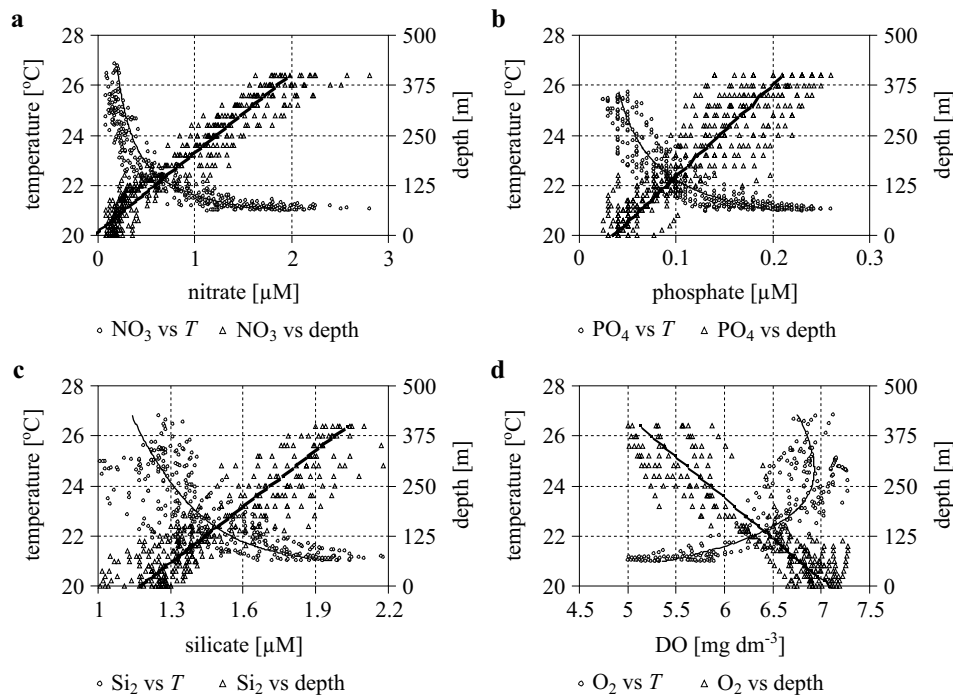 a
28
26
24
22
20
temperature [°C]
500
375
250
125
0
depth [m]
0 1 2 3
nitrate [µM]
NO3 vs T NO3 vs depth
b
28
26
24
22
20
temperature [°C]
500
375
250
125
0
depth [m]
0 0.1 0.2 0.3
phosphate [µM]
PO4 vs T PO4 vs depth
c
28
26
24
22
20
temperature [°C]
500
375
250
125
0
depth [m]
1 1.3 1.6 1.9 2.2
silicate [µM]
Si2 vs T Si2 vs depth
d
28
26
24
22
20
temperature [°C]
500
375
250
125
0
depth [m]
4.5 5 5.5 6 6.5 7 7.5
DO [mg dm-3]
O2 vs T O2 vs depth